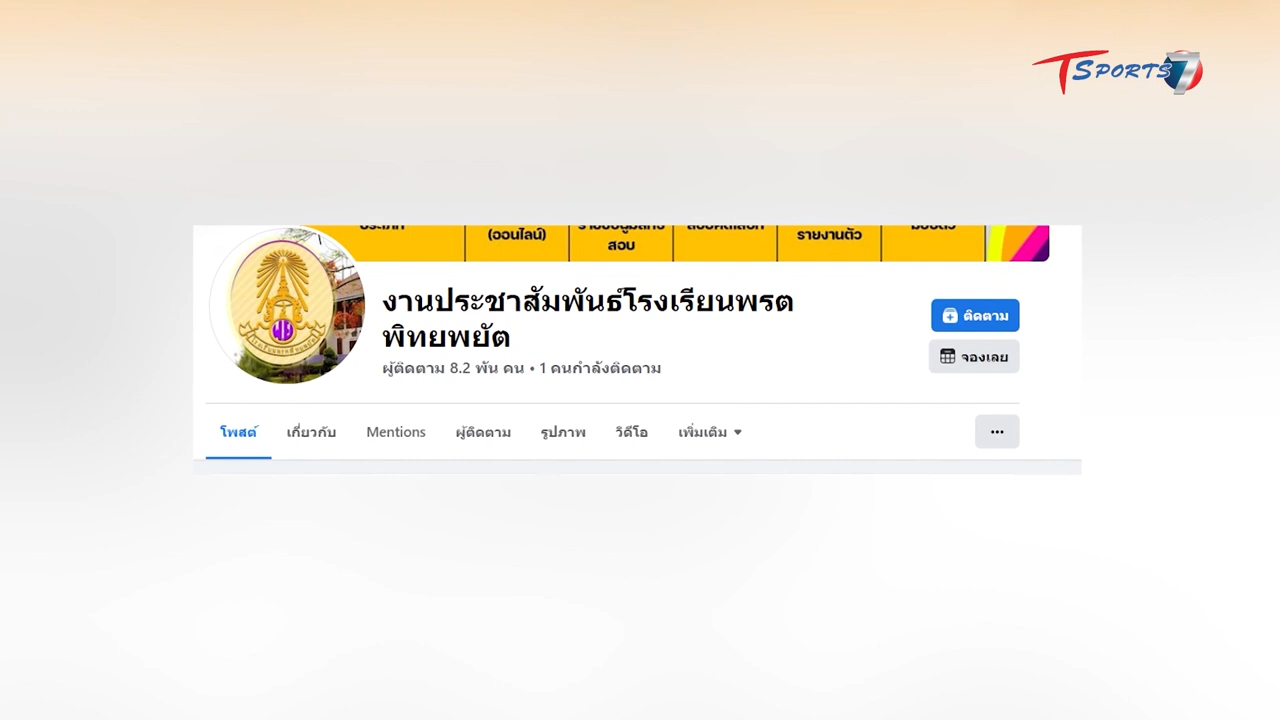 TSPORTS 7
(ออนไลน์)
สอบ
รายงานตัว
งานประชาสัมพันธ์โรงเรียนพรต
พิทยพยัต
ผู้ติดตาม 8.2 พัน คน • 1 คนกำลังติดตาม
ติดตาม
จองเลย
โพสต์ เกี่ยวกับ Mentions ผู้ติดตาม รูปภาพ วิดีโอ เพิ่มเติม